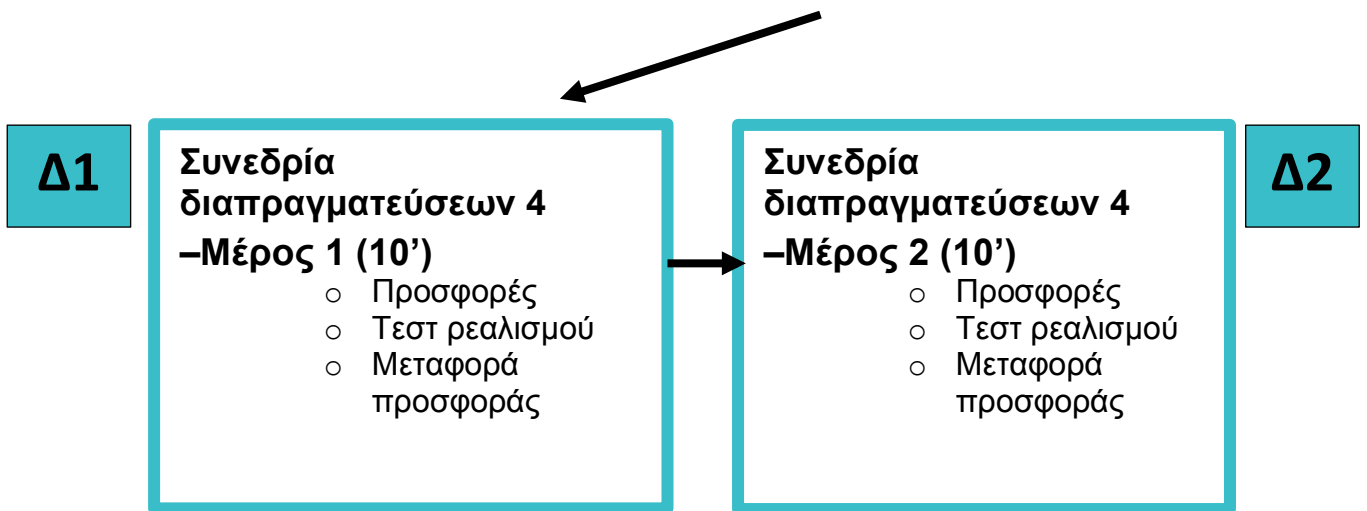 Δ1
Συνεδρία
διαπραγματεύσεων 4
–Μέρος 1 (10’)
o Προσφορές
o Τεστ ρεαλισμού
o Μεταφορά
προσφοράς
Συνεδρία
διαπραγματεύσεων 4
–Μέρος 2 (10’)
o Προσφορές
o Τεστ ρεαλισμού
o Μεταφορά
προσφοράς
Δ2